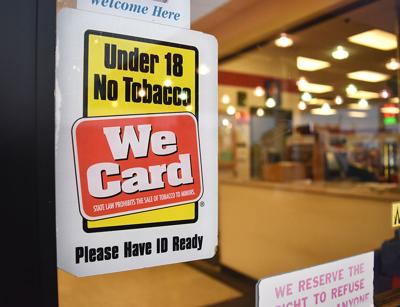 Welcome Here
Under 18
No Tobacco
We
Card
STATE LAW PROHIBITS THE SALE OF TOBACCO TO MINORS.
®
Please Have ID Ready
WE RESERVE THE
RIGHT TO REFUSE
ANYONE